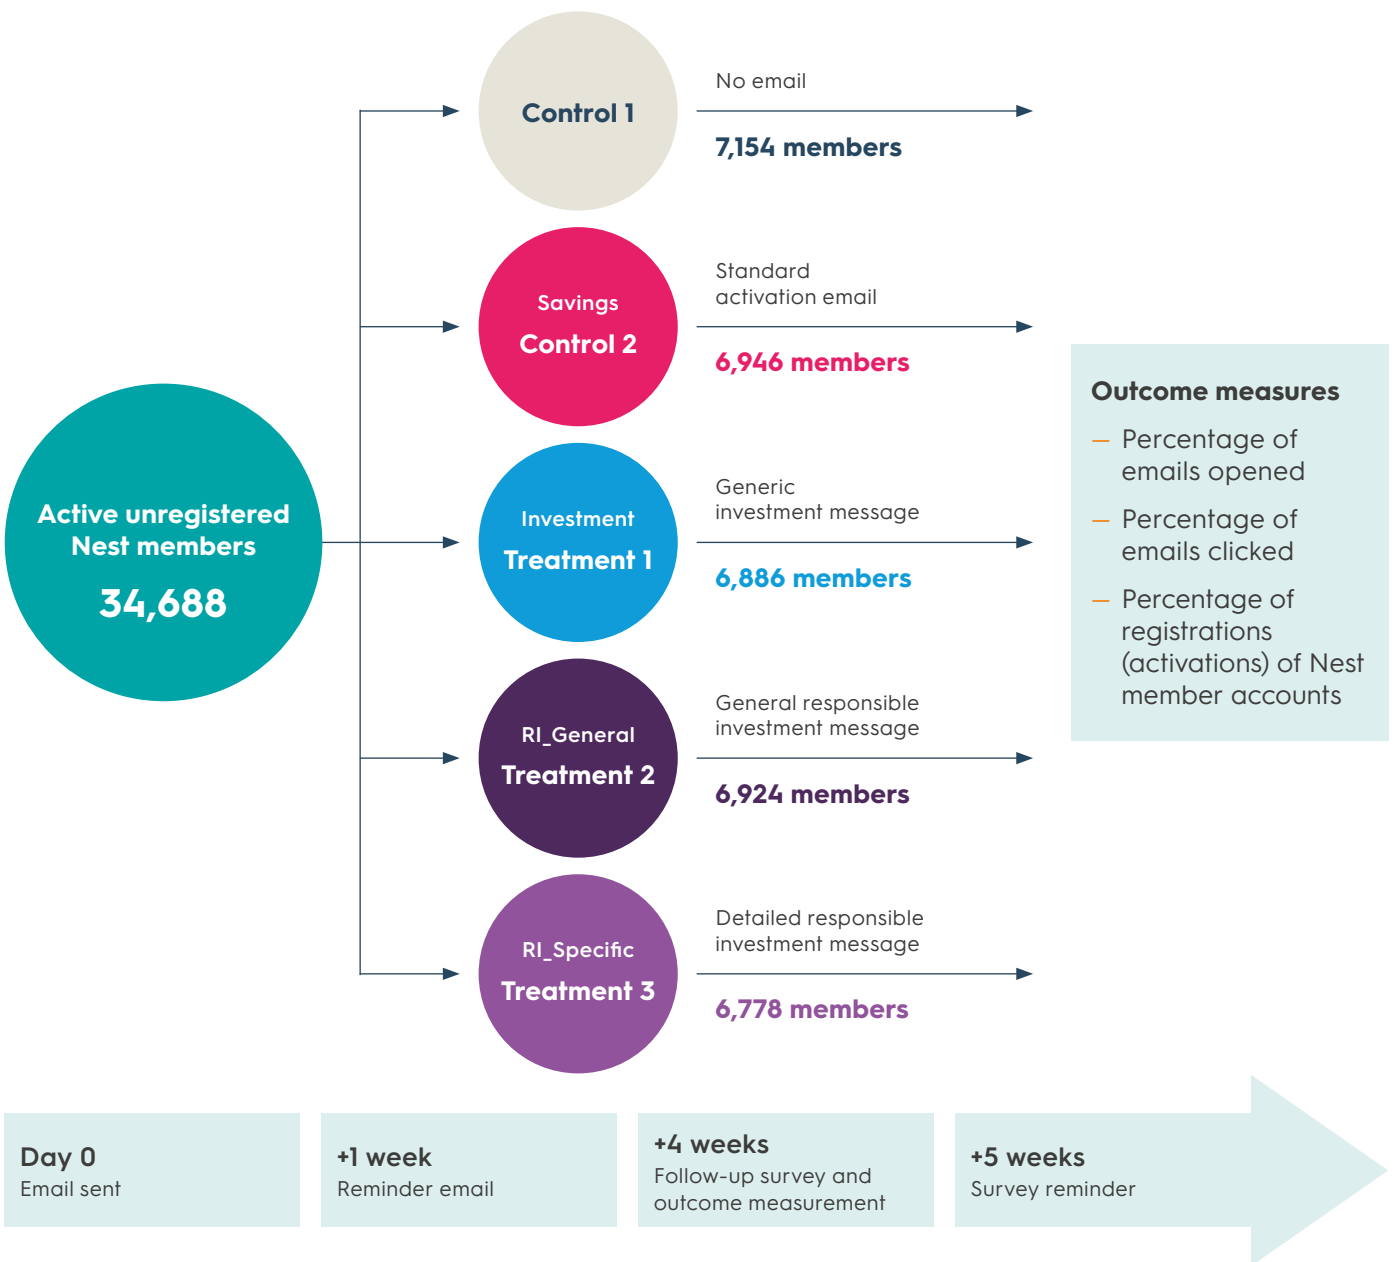 Active unregistered
Nest members
34,688
Control 1
No email
7,154 members
Savings
Control 2
Standard
activation email
6,946 members
Investment
Treatment 1
Generic
investment message
6,886 members
RI_General
Treatment 2
General responsible
investment message
6,924 members
RI_Specific
Treatment 3
Detailed responsible
investment message
6,778 members
Outcome measures
— Percentage of
emails opened
— Percentage of
emails clicked
— Percentage of
registrations
(activations) of Nest
member accounts
Day 0
Email sent
+1 week
Reminder email
+4 weeks
Follow-up survey and
outcome measurement
+5 weeks
Survey reminder